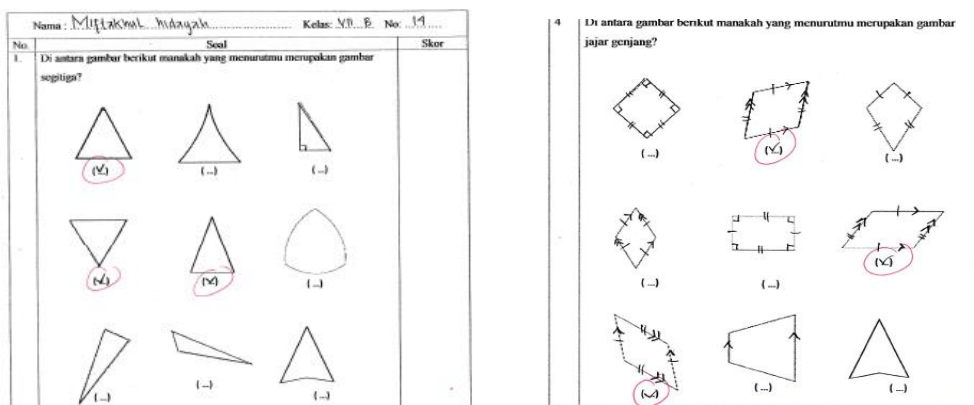 Nama : Miftakhul hidayah Kelas: VII B No: 19
No. Soal Skor
1. Di antara gambar berikut manakah yang menurutmu merupakan gambar
segitiga?
(✓) (...) (...)
(✓) (✓) (...)
(...) (...) (...)
4 Di antara gambar berikut manakah yang menurutmu merupakan gambar
jajar genjang?
(...) (✓) (...)
(...) (...) (✓)
(✓) (...) (...)